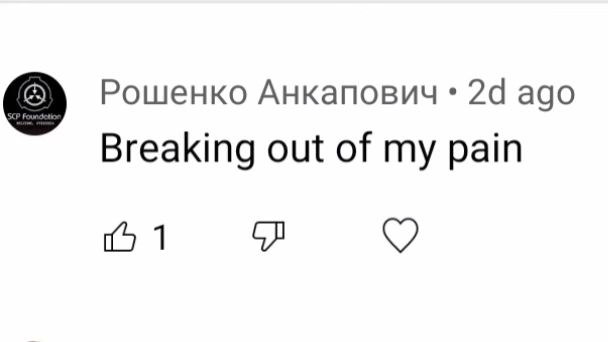 SCP Foundation
Рошенко Анкапович • 2d ago
Breaking out of my pain
1